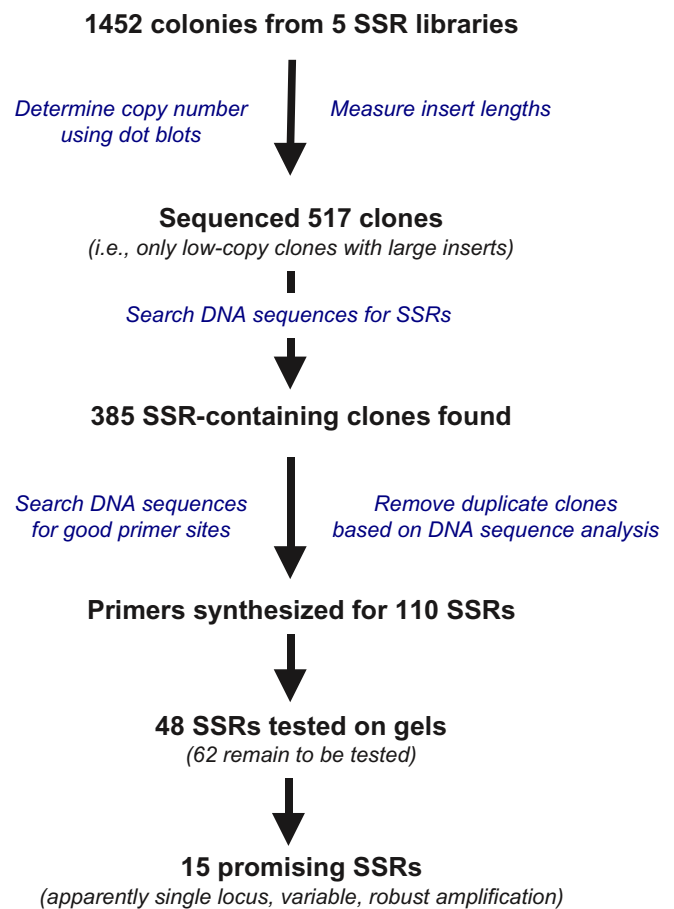 1452 colonies from 5 SSR libraries
Determine copy number
using dot blots
Measure insert lengths
Sequenced 517 clones
(i.e., only low-copy clones with large inserts)
Search DNA sequences for SSRs
385 SSR-containing clones found
Search DNA sequences
for good primer sites
Remove duplicate clones
based on DNA sequence analysis
Primers synthesized for 110 SSRs
48 SSRs tested on gels
(62 remain to be tested)
15 promising SSRs
(apparently single locus, variable, robust amplification)